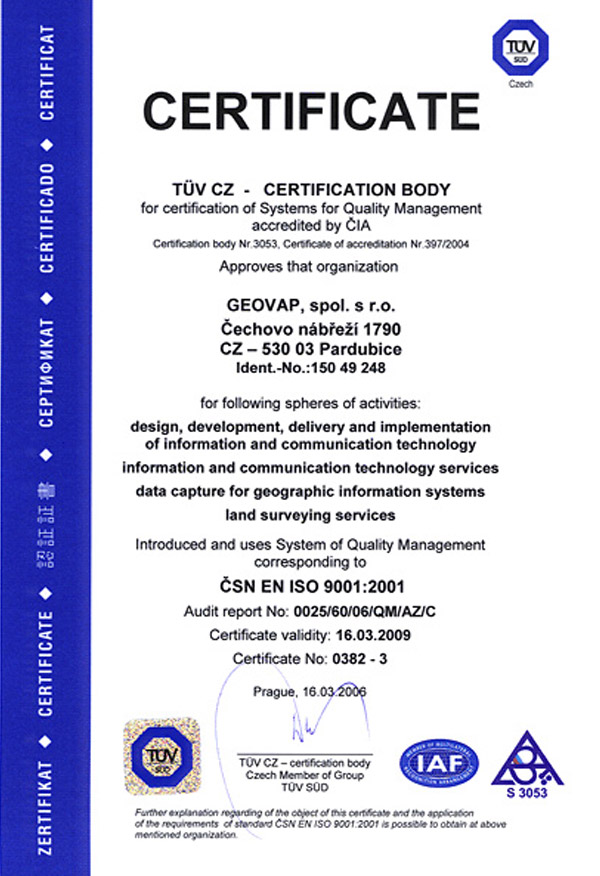 TÜV
SÜD
Czech
CERTIFICATE
TÜV CZ - CERTIFICATION BODY
for certification of Systems for Quality Management
accredited by ČIA
Certification body Nr.3053, Certificate of accreditation Nr.397/2004
Approves that organization
GEOVAP, spol. s r.o.
Čechovo nábřeží 1790
CZ – 530 03 Pardubice
Ident.-No.:150 49 248
for following spheres of activities:
design, development, delivery and implementation
of information and communication technology
information and communication technology services
data capture for geographic information systems
land surveying services
Introduced and uses System of Quality Management
corresponding to
ČSN EN ISO 9001:2001
Audit report No: 0025/60/06/QM/AZ/C
Certificate validity: 16.03.2009
Certificate No: 0382 - 3
Prague, 16.03.2006
TÜV CZ – certification body
Czech Member of Group
TÜV SÜD
TÜV
SÜD
MEMBER OF MULTILATERAL
IAF
RECOGNITION ARRANGEMENT
S 3053
Further explanation regarding of the object of this certificate and the application
of the requirements of standard ČSN EN ISO 9001:2001 is possible to obtain at above
mentioned organization.
ZERTIFIKAT ◆ CERTIFICATE ◆ 認証証書 ◆ СЕРТИФИКАТ ◆ CERTIFICADO ◆ CERTIFICAT